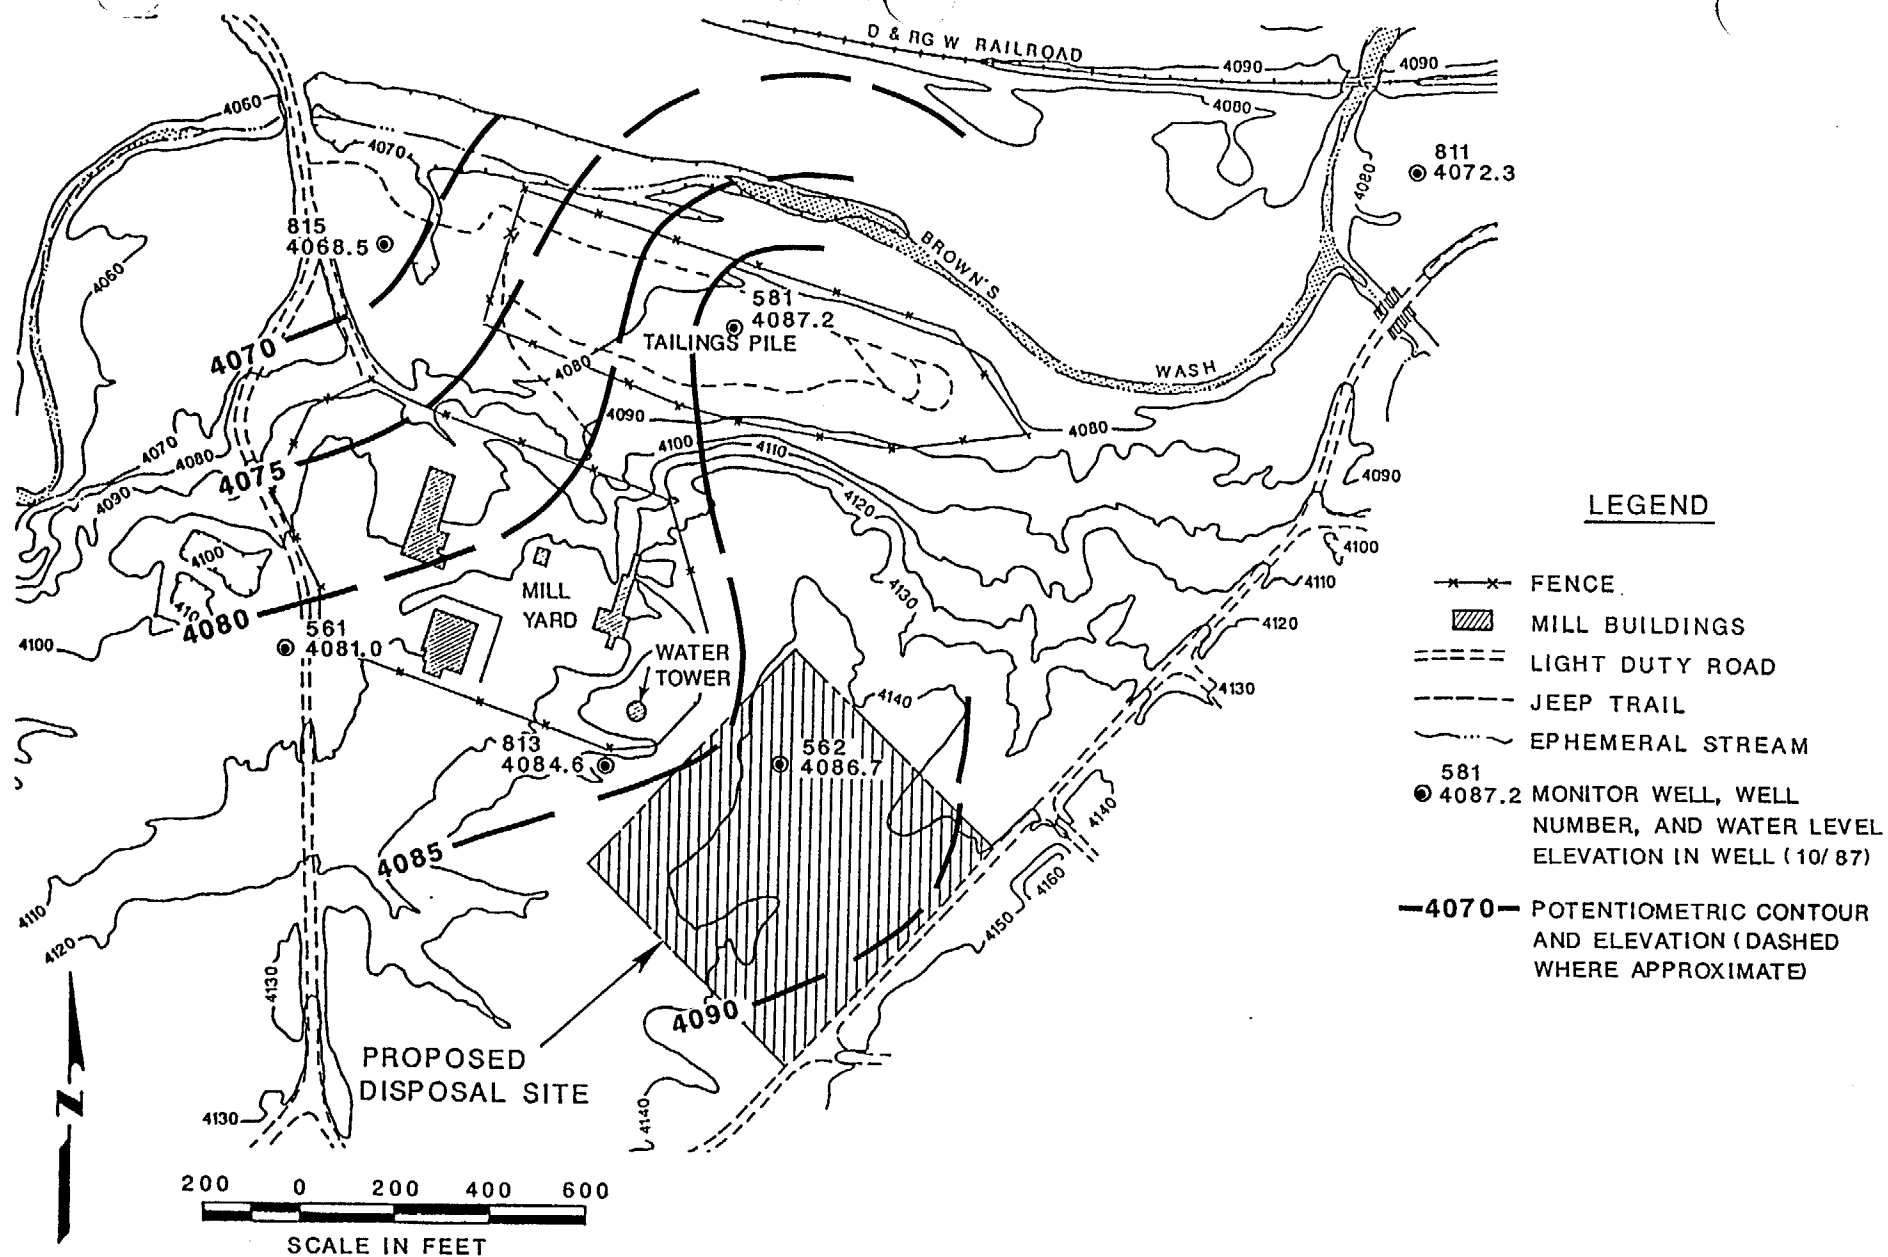 D & RG W RAILROAD
4090
4090
4080
4060
4070
811
4072.3
4080
815
4068.5
4060
BROWN'S
581
4087.2
TAILINGS PILE
4070
4080
WASH
4090
4080
4070
4080
4075
4100
4110
4090
4090
4120
4100
4100
4110
410
4080
4130
MILL
YARD
4120
561
4081.0
4100
WATER
TOWER
4140
4130
813
4084.6
562
4086.7
4085
4140
4160
4110
4120
4150
4130
4090
PROPOSED
DISPOSAL SITE
4140
4130
N
200 0 200 400 600
SCALE IN FEET
LEGEND
FENCE
MILL BUILDINGS
LIGHT DUTY ROAD
JEEP TRAIL
EPHEMERAL STREAM
581
4087.2 MONITOR WELL, WELL
NUMBER, AND WATER LEVEL
ELEVATION IN WELL (10/87)
4070 POTENTIOMETRIC CONTOUR
AND ELEVATION (DASHED
WHERE APPROXIMATE)